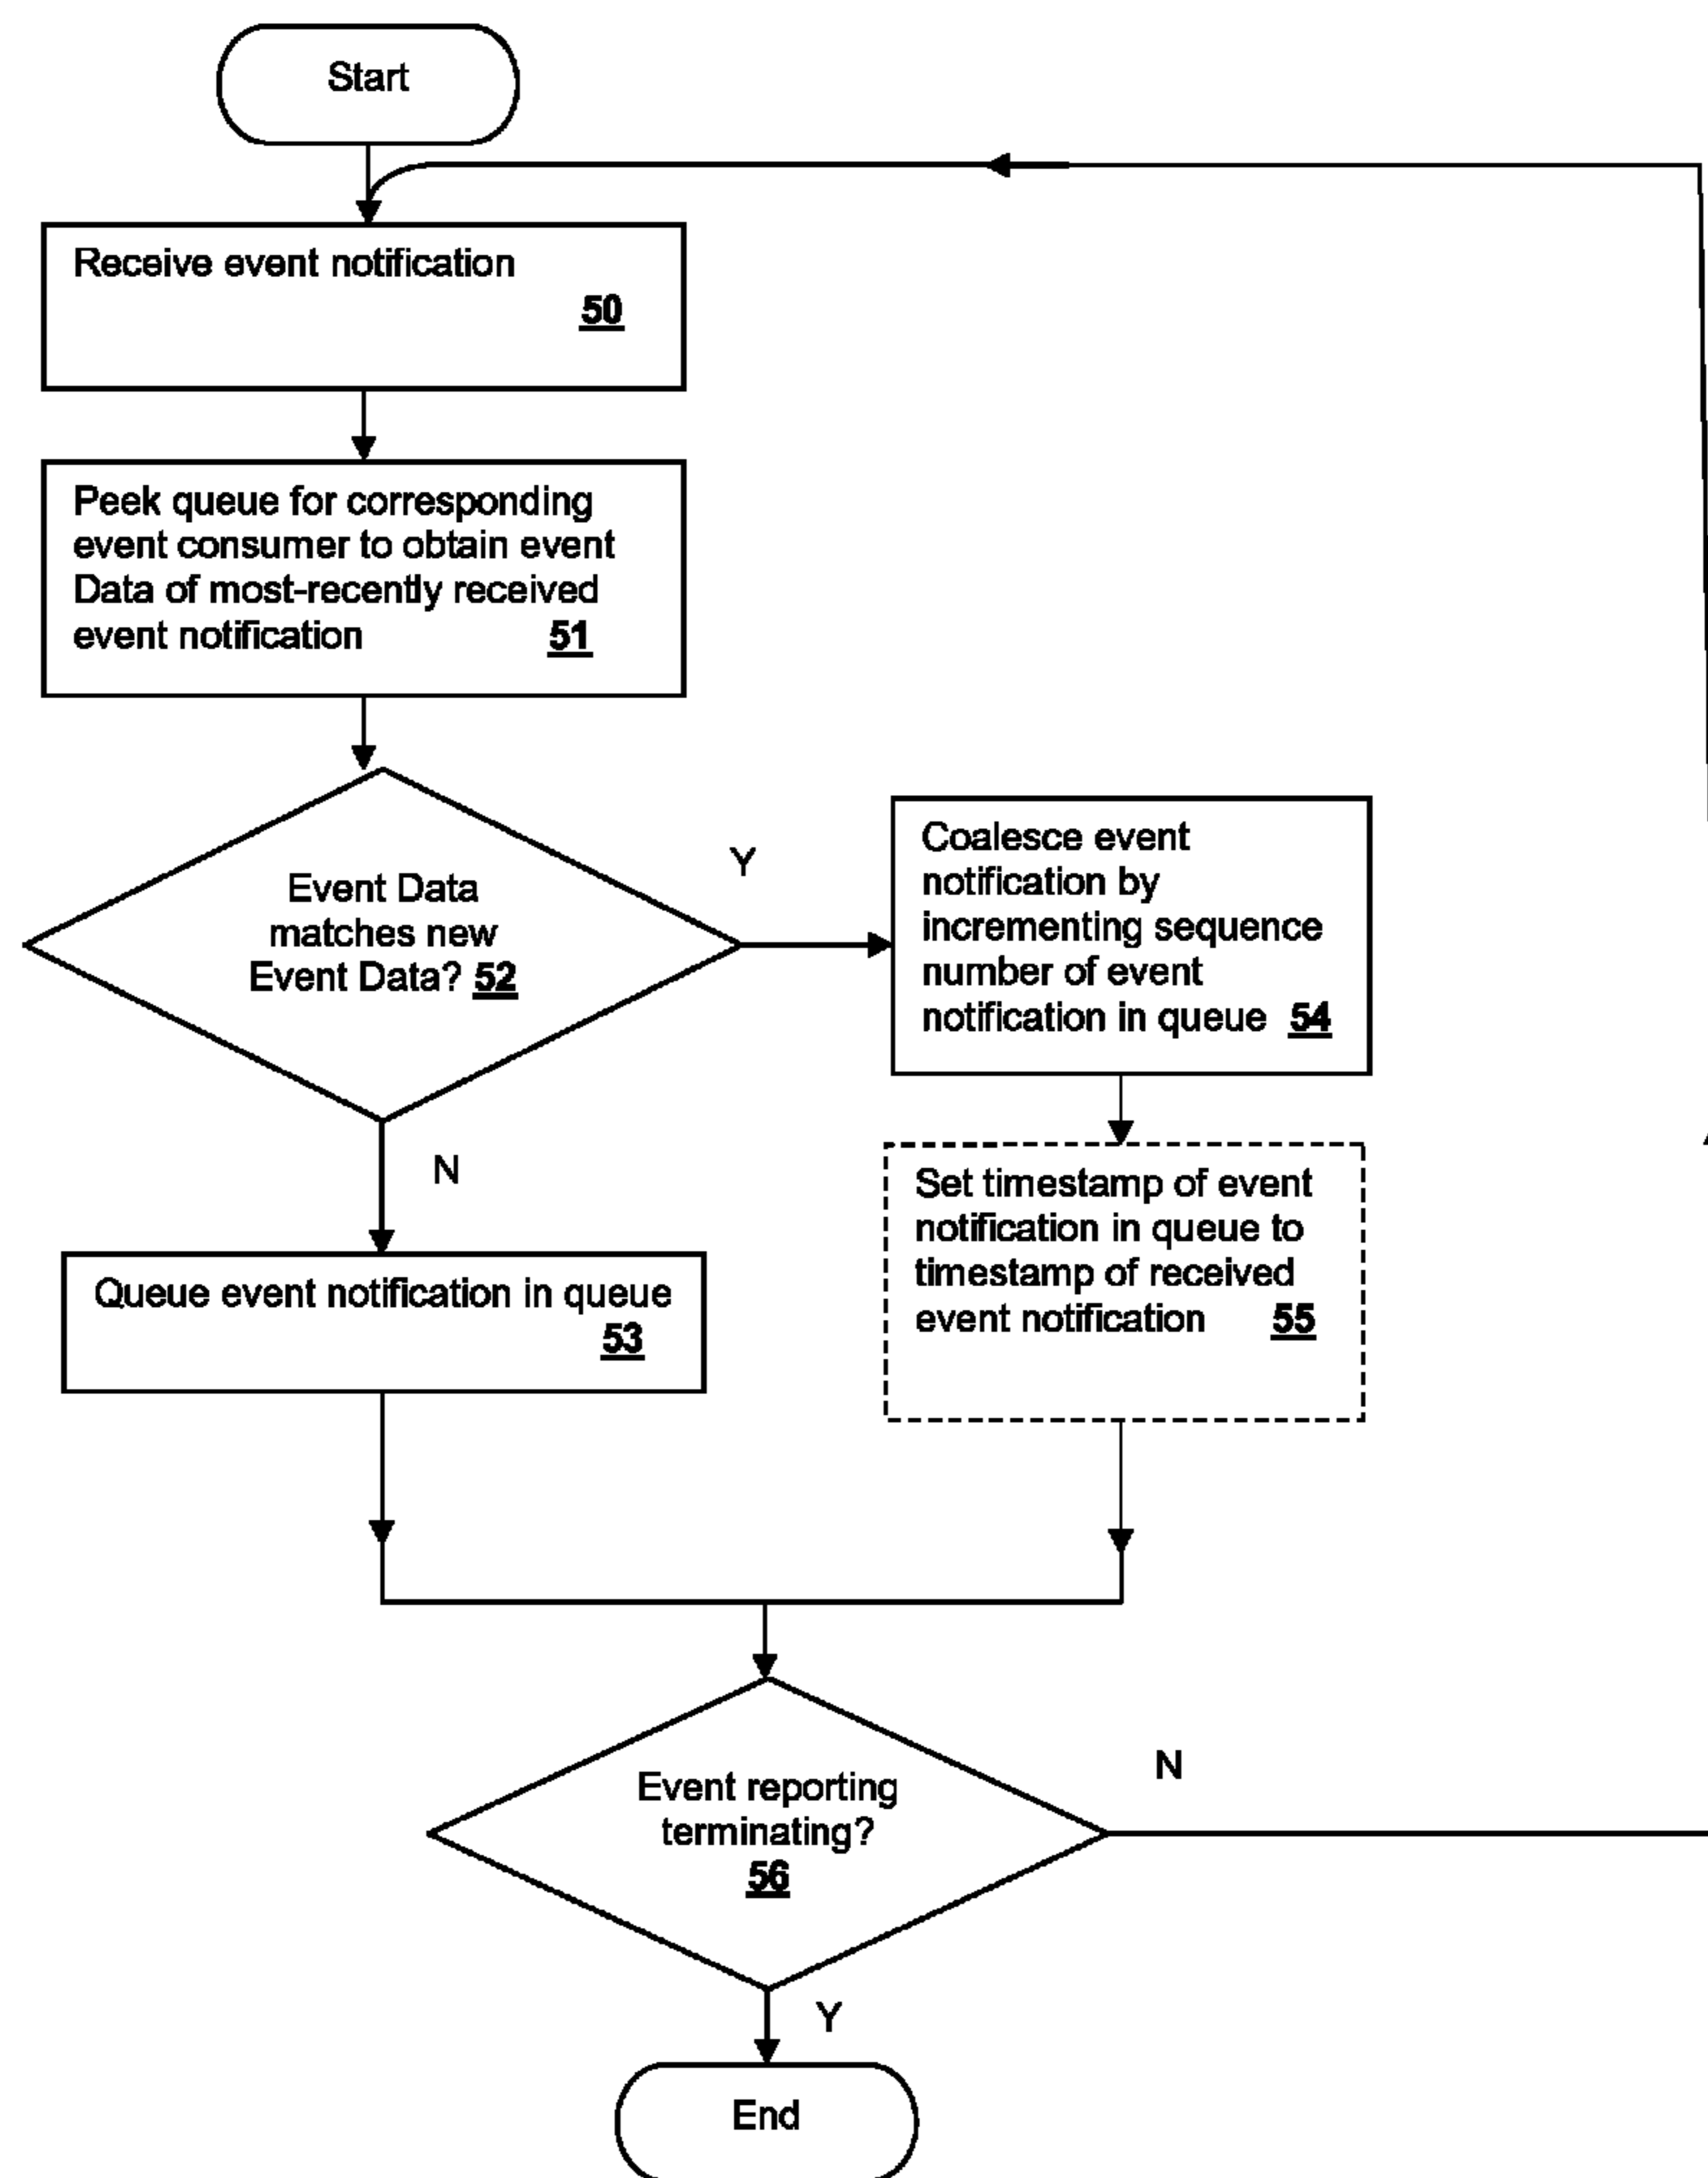 Start
Receive event notification
50
Peek queue for corresponding
event consumer to obtain event
Data of most-recently received
event notification 51
Event Data
matches new
Event Data? 52
Y
Coalesce event
notification by
incrementing sequence
number of event
notification in queue 54
N
Set timestamp of event
notification in queue to
timestamp of received
event notification 55
Queue event notification in queue
53
Event reporting
terminating?
56
N
Y
End